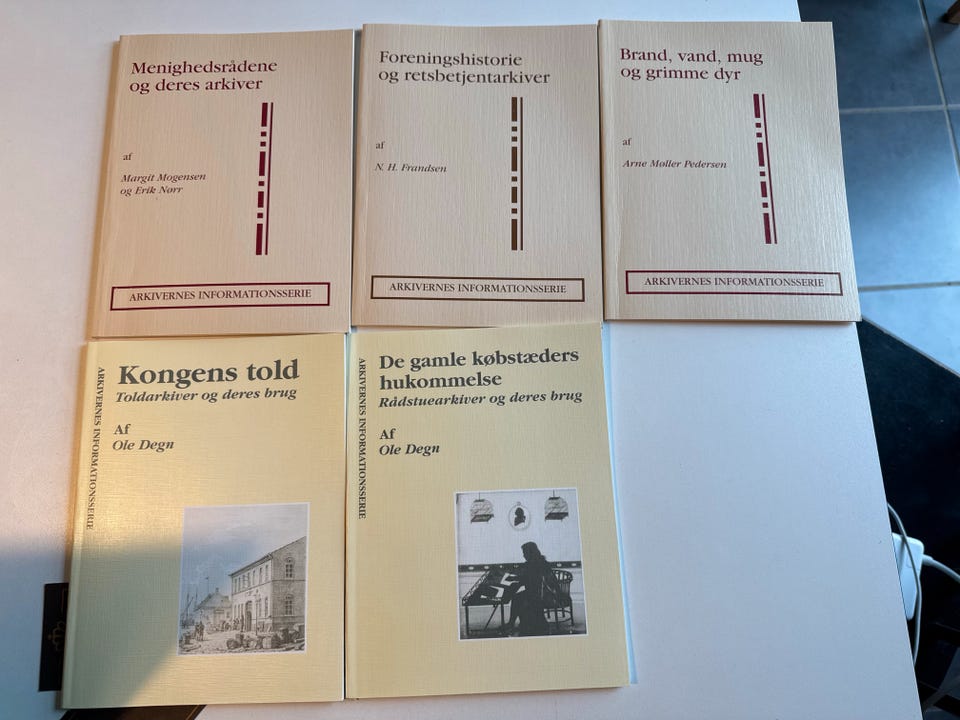 Menighedsrådene
og deres arkiver
af
Margit Mogensen
og Erik Nørr
ARKIVERNES INFORMATIONSSERIE
Foreningshistorie
og retsbetjentarkiver
af
N. H. Frandsen
ARKIVERNES INFORMATIONSSERIE
Brand, vand, mug
og grimme dyr
af
Arne Møller Pedersen
ARKIVERNES INFORMATIONSSERIE
ARKIVERNES INFORMATIONSSERIE
Kongens told
Toldarkiver og deres brug
Af
Ole Degn
ARKIVERNES INFORMATIONSSERIE
De gamle købstæders
hukommelse
Rådstuearkiver og deres brug
Af
Ole Degn